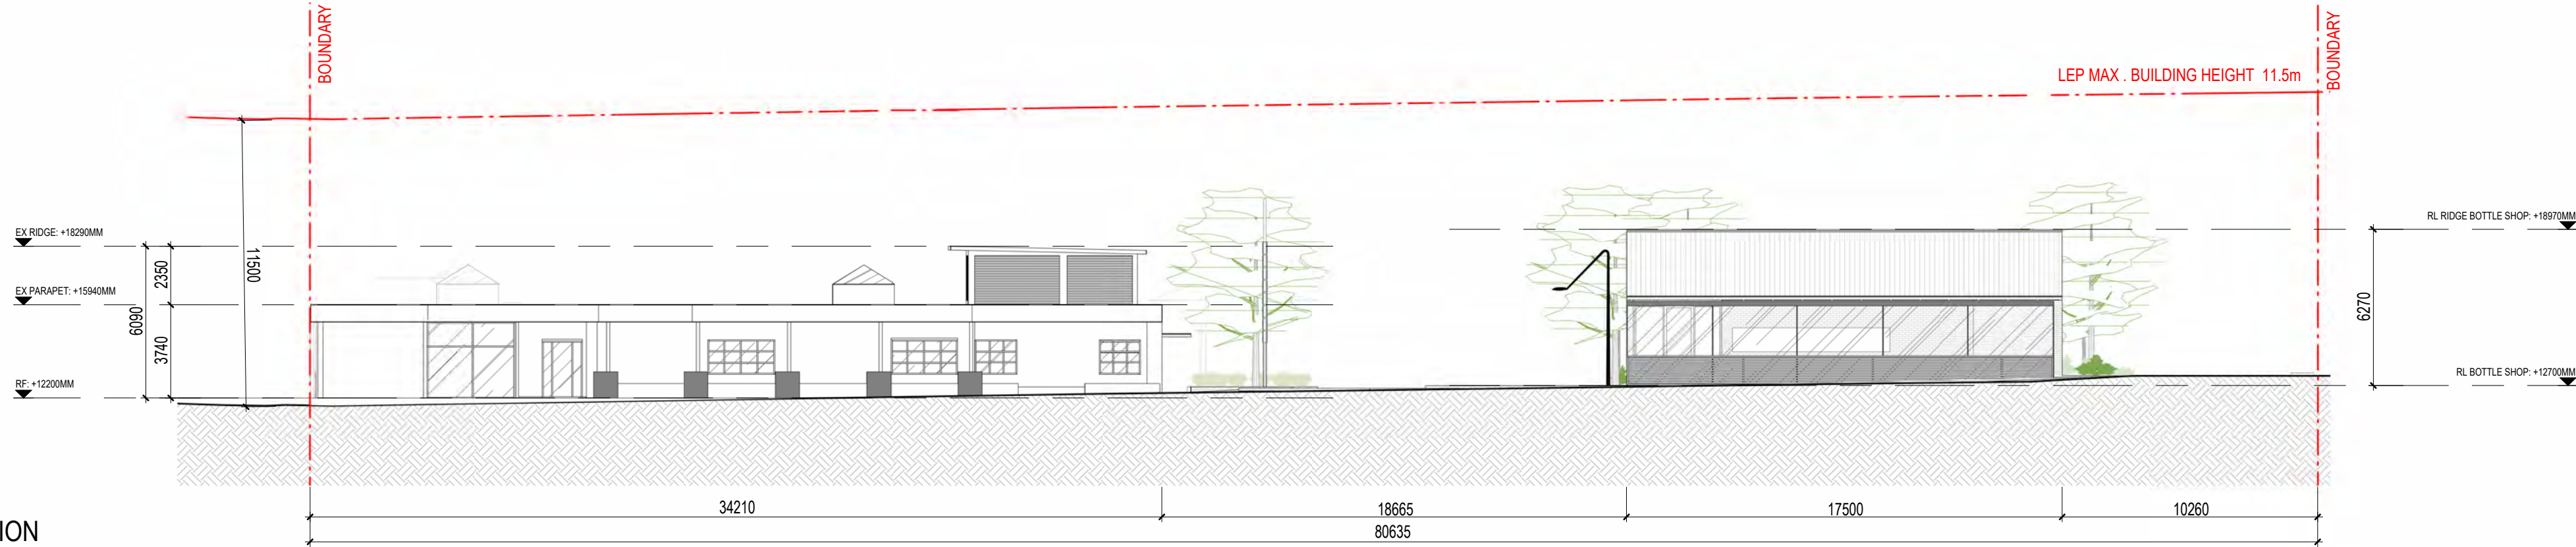 BOUNDARY
BOUNDARY
LEP MAX . BUILDING HEIGHT 11.5m
EX RIDGE: +18290MM
RL RIDGE BOTTLE SHOP: +18970MM
11500
2350
EX PARAPET: +15940MM
6090
6270
3740
RF: +12200MM
RL BOTTLE SHOP: +12700MM
34210
18665
17500
10260
80635
ION